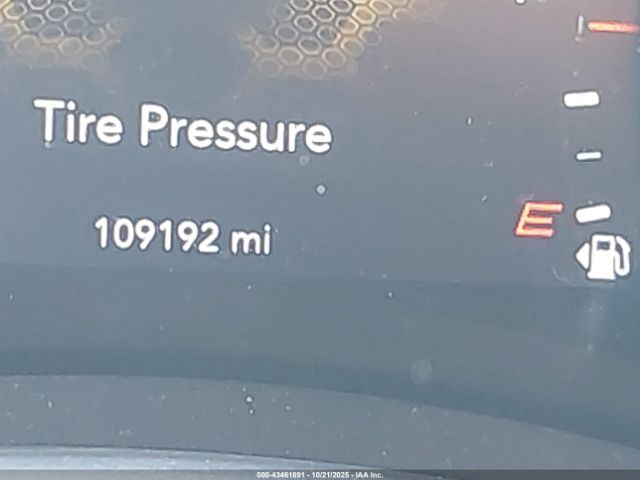 Tire Pressure
109192 mi
E
000-43461891 - 10/21/2025 - IAA Inc.